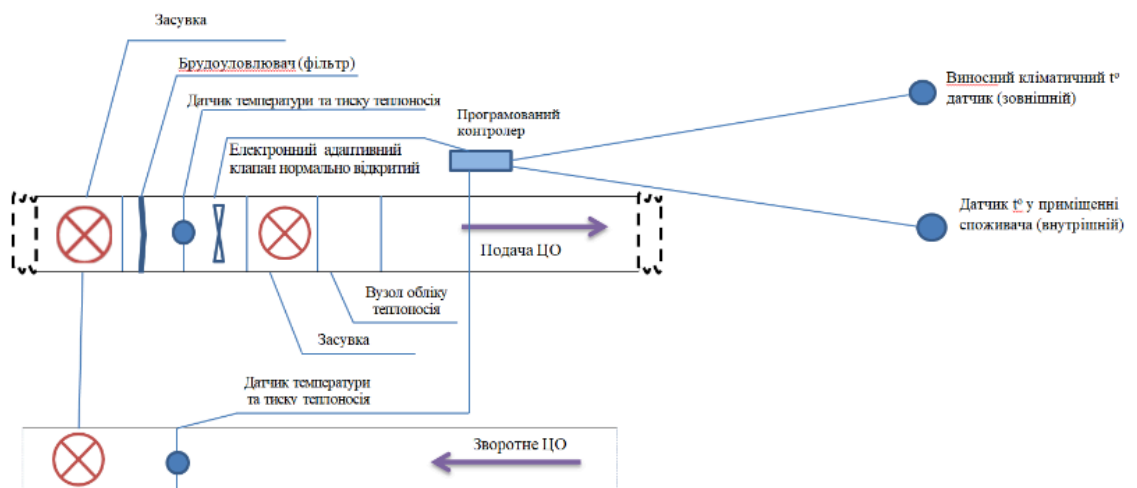 Засувка
Брудоуловлювач (фільтр)
Датчик температури та тиску теплоносія
Електронний адаптивний
клапан нормально відкритий
Програмований
контролер
Виносний кліматичний tº
датчик (зовнішній)
Датчик tº у приміщенні
споживача (внутрішній)
Подача ЦО
Вузол обліку
теплоносія
Засувка
Датчик температури
та тиску теплоносія
Зворотне ЦО